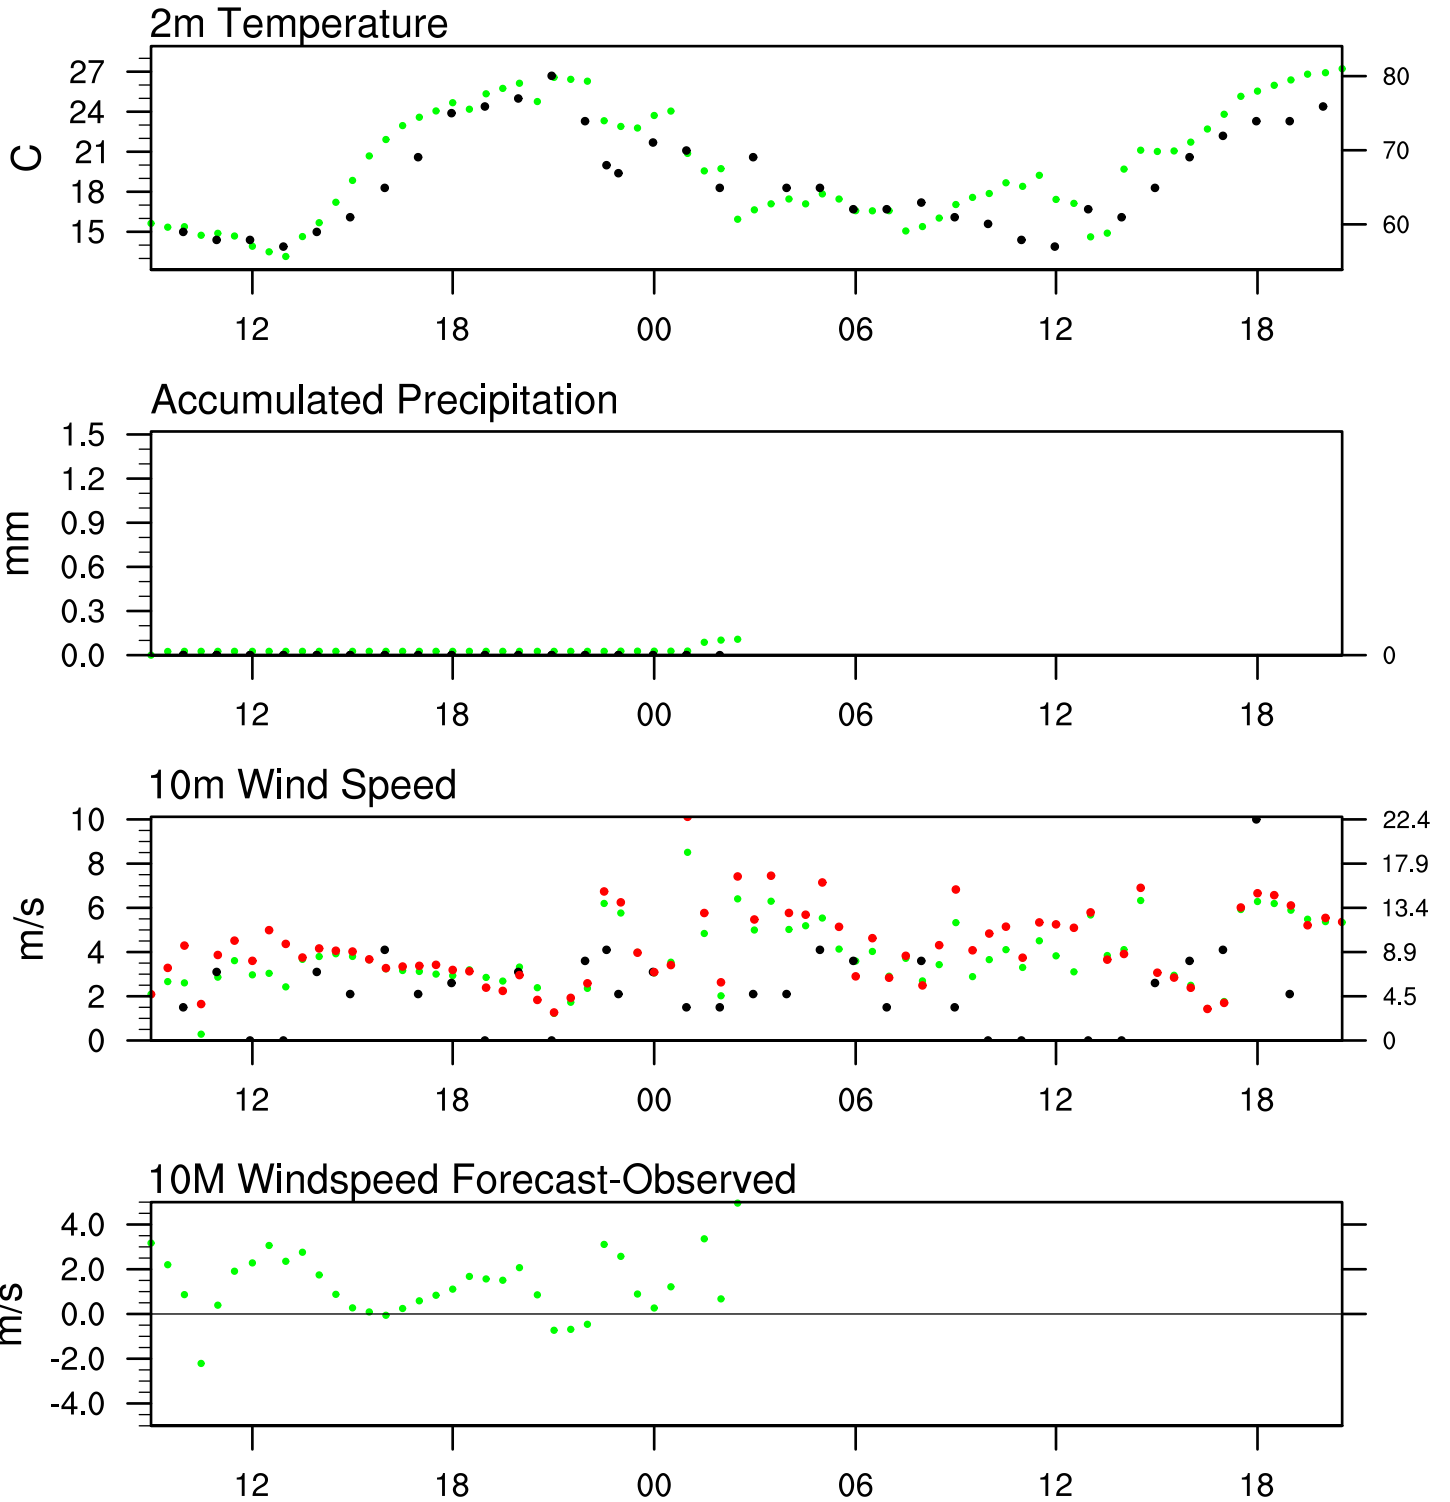 2m Temperature
27 80
24
21 70
18
15 60
C
12 18 00 06 12 18
Accumulated Precipitation
1.5
1.2
0.9
0.6
0.3
0.0 0
mm
12 18 00 06 12 18
10m Wind Speed
10 22.4
8 17.9
6 13.4
4 8.9
2 4.5
0 0
m/s
12 18 00 06 12 18
10M Windspeed Forecast-Observed
4.0
2.0
0.0
-2.0
-4.0
m/s
12 18 00 06 12 18